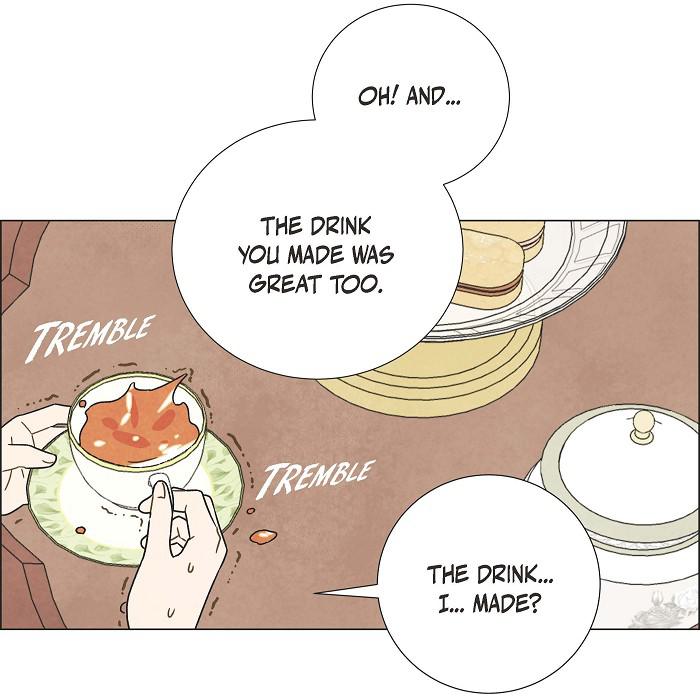 OH! AND...
THE DRINK
YOU MADE WAS
GREAT TOO.
TREMBLE
TREMBLE
THE DRINK...
I... MADE?